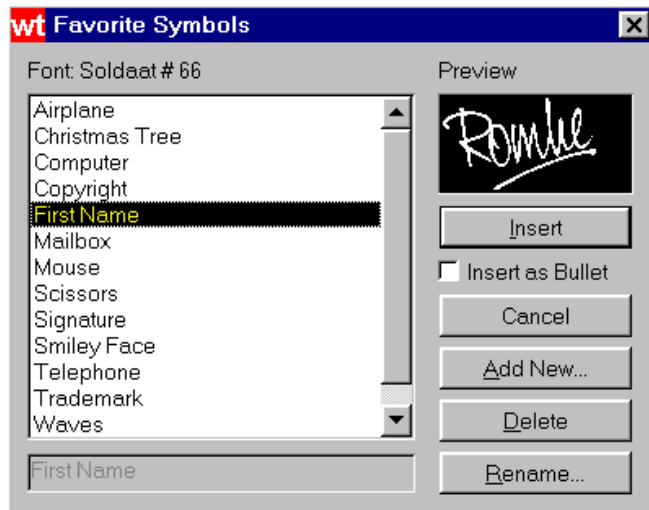 wt Favorite Symbols
Font: Soldaat # 66
Preview
Airplane
Christmas Tree
Computer
Copyright
First Name
Mailbox
Mouse
Scissors
Signature
Smiley Face
Telephone
Trademark
Waves
First Name
Romke
Insert
Insert as Bullet
Cancel
Add New...
Delete
Rename...